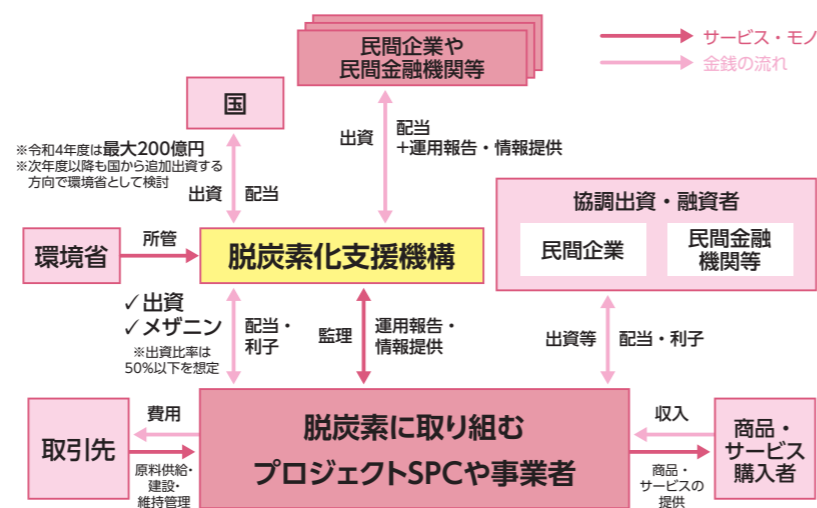 民間企業や
民間金融機関等
サービス・モノ
金銭の流れ
国
※令和4年度は最大200億円
※次年度以降も国から追加出資する
方向で環境省として検討
出資
配当
出資
配当
+運用報告・情報提供
協調出資・融資者
民間企業
民間金融
機関等
環境省
所管
脱炭素化支援機構
✓出資
✓メザニン
※出資比率は
50%以下を想定
配当・
利子
監理
運用報告・
情報提供
出資等
配当・利子
取引先
費用
原料供給・
建設・
維持管理
脱炭素に取り組む
プロジェクトSPCや事業者
収入
商品・
サービスの
提供
商品・
サービス
購入者